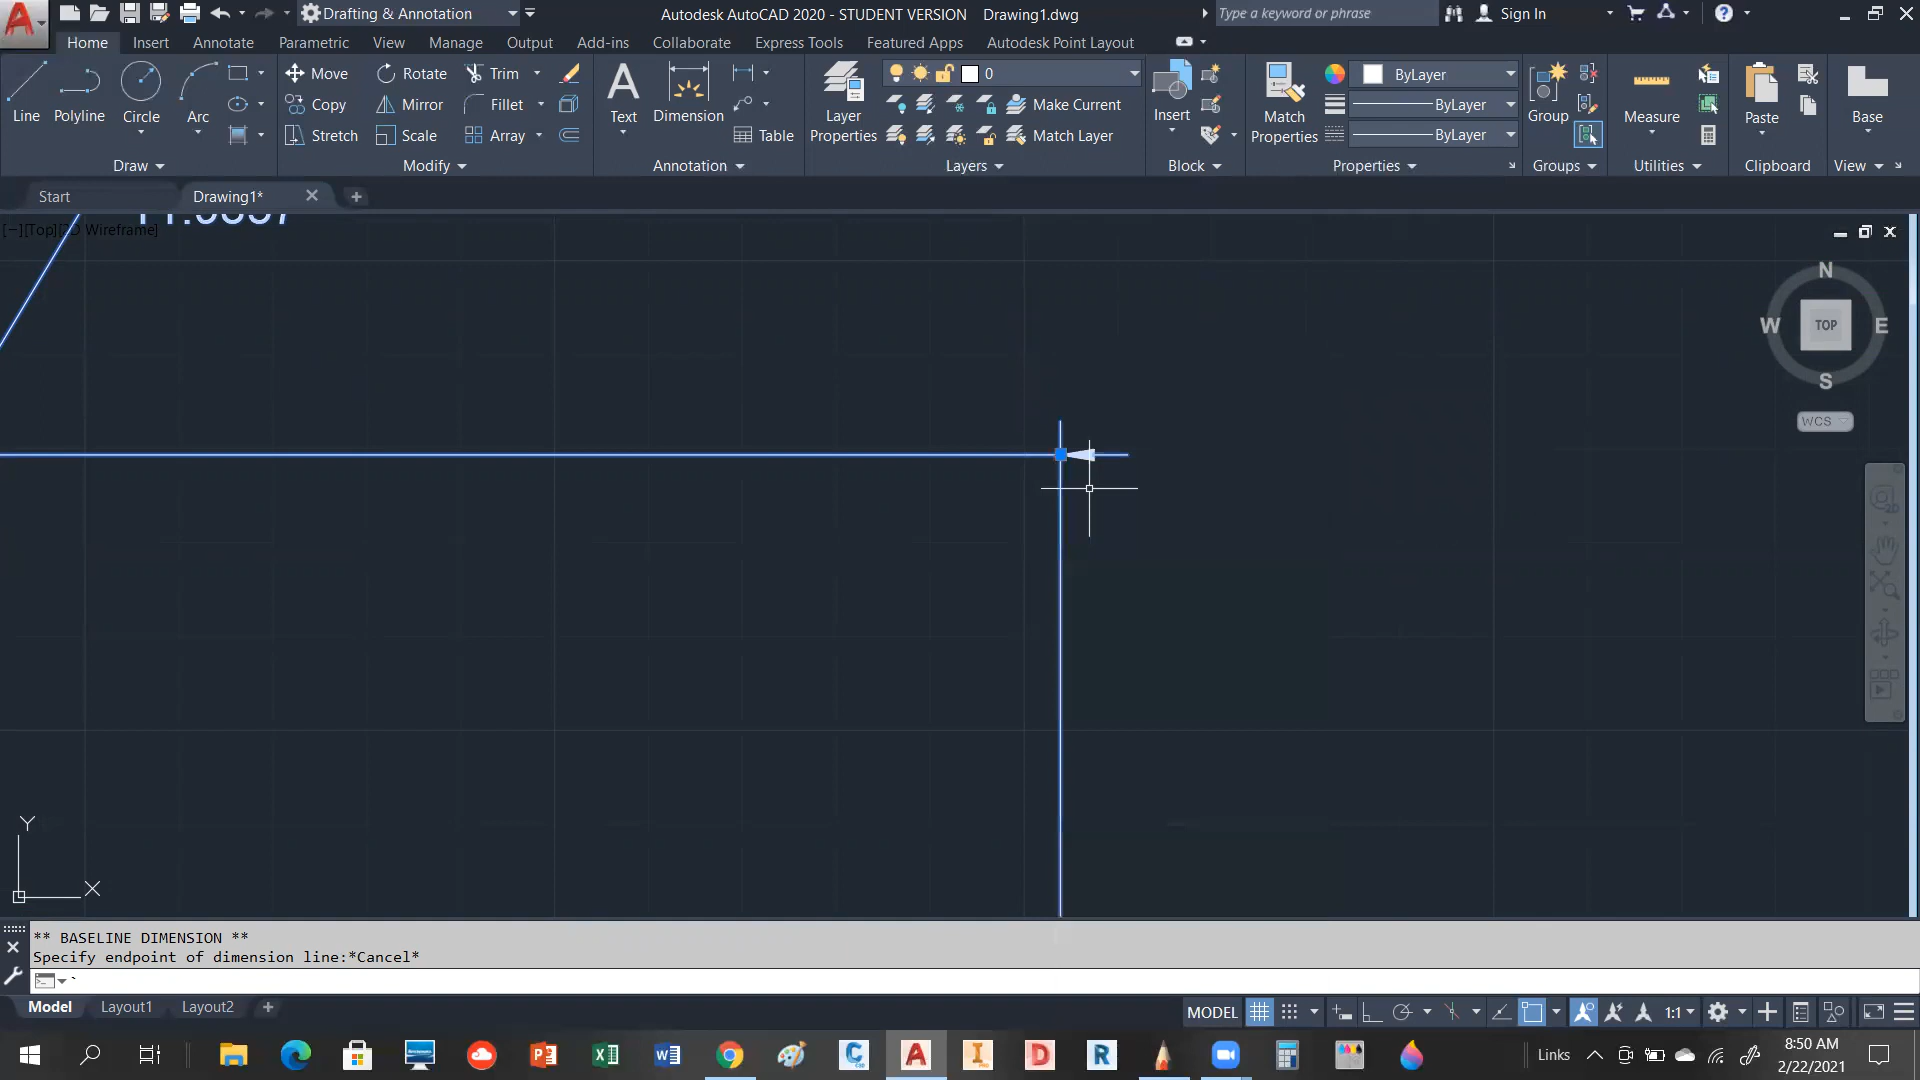 Drafting & Annotation
Autodesk AutoCAD 2020 - STUDENT VERSION Drawing1.dwg
Type a keyword or phrase
Sign In
Home Insert Annotate Parametric View Manage Output Add-ins Collaborate Express Tools Featured Apps Autodesk Point Layout
Line Polyline Circle Arc
Move Rotate Trim
Copy Mirror Fillet
Stretch Scale Array
Text Dimension Table
Layer Properties
0
Make Current
Match Layer
Insert
Match Properties
ByLayer
ByLayer
ByLayer
Group
Measure
Paste
Base
Draw Modify Annotation Layers Block Properties Groups Utilities Clipboard View
Start Drawing1*
[−][Top][2D Wireframe]
N
W TOP E
S
WCS
Y
X
** BASELINE DIMENSION **
Specify endpoint of dimension line:*Cancel*
`
Model Layout1 Layout2
MODEL 1:1
Links
8:50 AM
2/22/2021